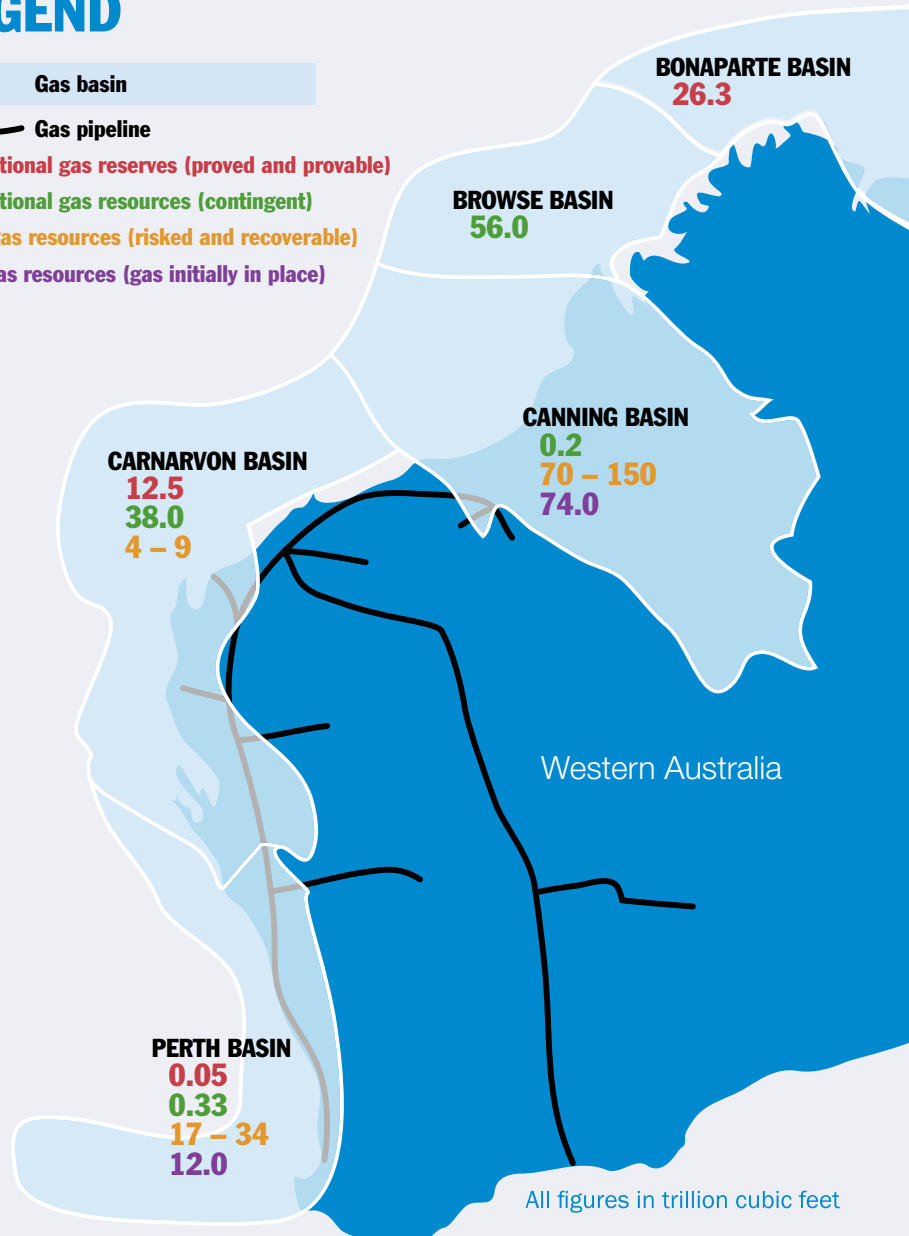 GEND
Gas basin
Gas pipeline
tional gas reserves (proved and provable)
tional gas resources (contingent)
as resources (risked and recoverable)
as resources (gas initially in place)
BONAPARTE BASIN
26.3
BROWSE BASIN
56.0
CANNING BASIN
0.2
70 – 150
74.0
CARNARVON BASIN
12.5
38.0
4 – 9
Western Australia
PERTH BASIN
0.05
0.33
17 – 34
12.0
All figures in trillion cubic feet